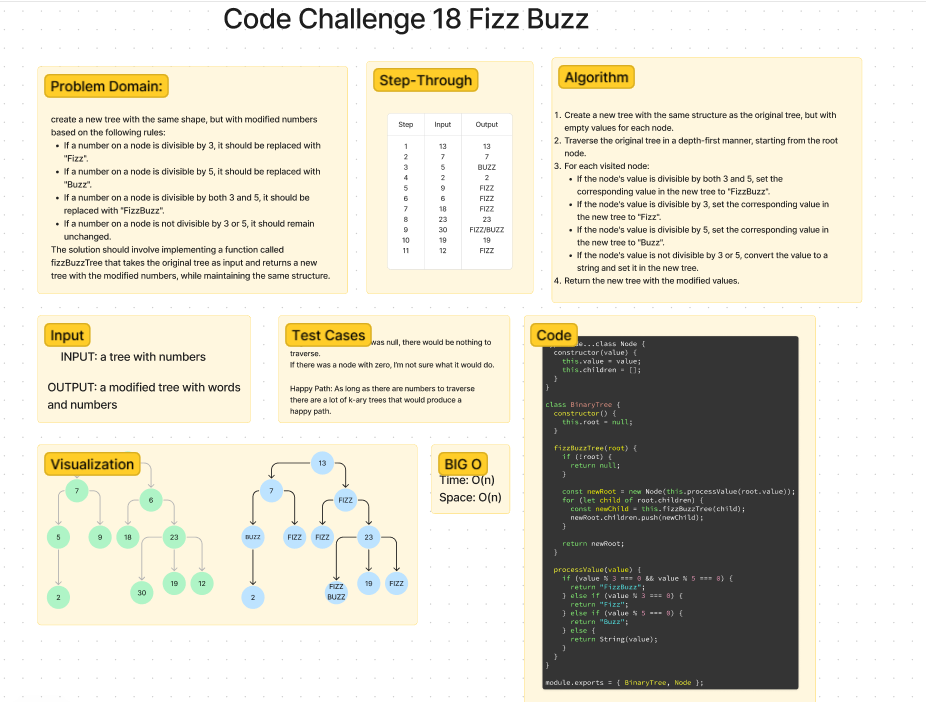 Code Challenge 18 Fizz Buzz
Problem Domain:
create a new tree with the same shape, but with modified numbers
based on the following rules:
• If a number on a node is divisible by 3, it should be replaced with
"Fizz".
• If a number on a node is divisible by 5, it should be replaced with
"Buzz".
• If a number on a node is divisible by both 3 and 5, it should be
replaced with "FizzBuzz".
• If a number on a node is not divisible by 3 or 5, it should remain
unchanged.
The solution should involve implementing a function called
fizzBuzzTree that takes the original tree as input and returns a new
tree with the modified numbers, while maintaining the same structure.
Step-Through
Step Input Output
1 13 13
2 7 7
3 5 BUZZ
4 2 2
5 9 FIZZ
6 6 FIZZ
7 18 FIZZ
8 23 23
9 30 FIZZ/BUZZ
10 19 19
11 12 FIZZ
Algorithm
1. Create a new tree with the same structure as the original tree, but with
empty values for each node.
2. Traverse the original tree in a depth-first manner, starting from the root
node.
3. For each visited node:
• If the node's value is divisible by both 3 and 5, set the
corresponding value in the new tree to "FizzBuzz".
• If the node's value is divisible by 3, set the corresponding value in
the new tree to "Fizz".
• If the node's value is divisible by 5, set the corresponding value in
the new tree to "Buzz".
• If the node's value is not divisible by 3 or 5, convert the value to a
string and set it in the new tree.
4. Return the new tree with the modified values.
Input
INPUT: a tree with numbers
OUTPUT: a modified tree with words
and numbers
Test Cases
was null, there would be nothing to
traverse.
If there was a node with zero, I'm not sure what it would do.
Happy Path: As long as there are numbers to traverse
there are a lot of k-ary trees that would produce a
happy path.
Code
...class Node {
constructor(value) {
this.value = value;
this.children = [];
}
}
class BinaryTree {
constructor() {
this.root = null;
}
fizzBuzzTree(root) {
if (!root) {
return null;
}
const newRoot = new Node(this.processValue(root.value));
for (let child of root.children) {
const newChild = this.fizzBuzzTree(child);
newRoot.children.push(newChild);
}
return newRoot;
}
processValue(value) {
if (value % 3 === 0 && value % 5 === 0) {
return "FizzBuzz";
} else if (value % 3 === 0) {
return "Fizz";
} else if (value % 5 === 0) {
return "Buzz";
} else {
return String(value);
}
}
}
module.exports = { BinaryTree, Node };
Visualization
7 6
5 9 18 23
2 30 19 12
13
7 FIZZ
BUZZ FIZZ FIZZ 23
2 FIZZ BUZZ 19 FIZZ
BIG O
Time: O(n)
Space: O(n)